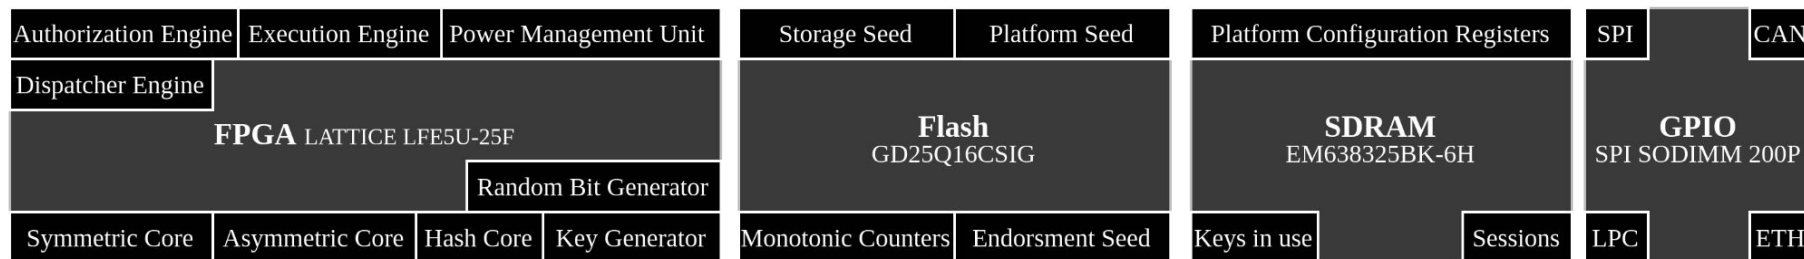 Authorization Engine Execution Engine Power Management Unit
Dispatcher Engine
FPGA LATTICE LFE5U-25F
Random Bit Generator
Symmetric Core Asymmetric Core Hash Core Key Generator
Storage Seed Platform Seed
Flash
GD25Q16CSIG
Monotonic Counters Endorsment Seed
Platform Configuration Registers
SDRAM
EM638325BK-6H
Keys in use Sessions
SPI CAN
GPIO
SPI SODIMM 200P
LPC ETH